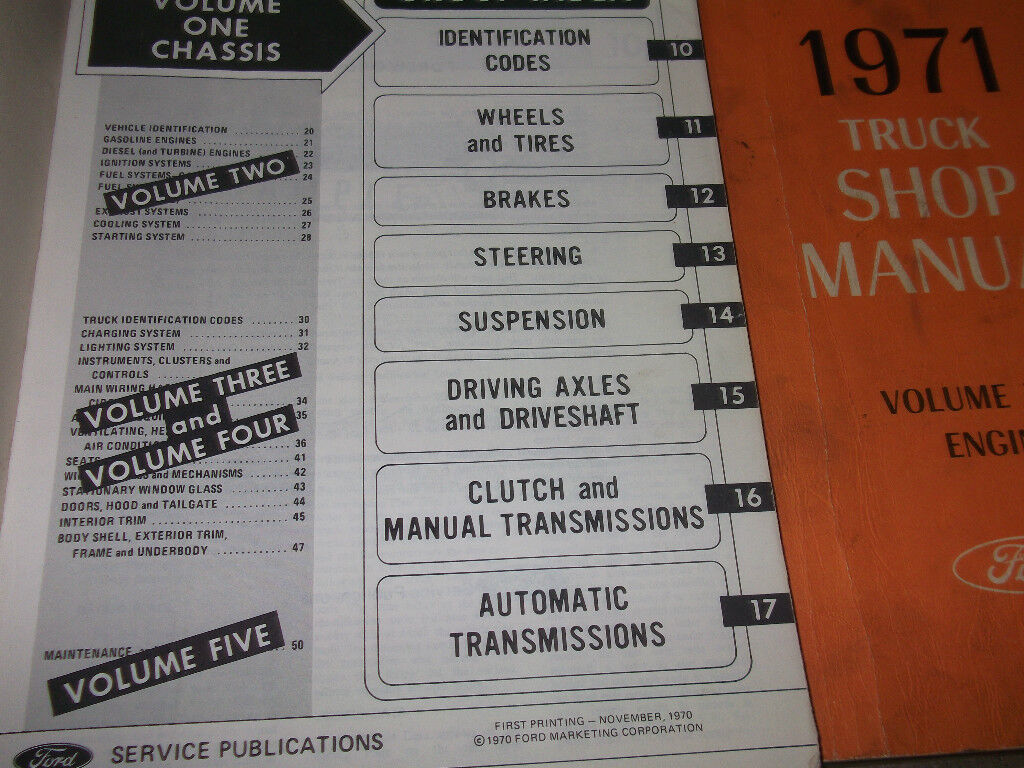 VOLUME
ONE
CHASSIS
VEHICLE IDENTIFICATION ............ 20
GASOLINE ENGINES ............ 21
DIESEL (and TURBINE) ENGINES ...... 22
IGNITION SYSTEMS ............ 23
FUEL SYSTEMS- 24
FUEL
VOLUME TWO
25
SYSTEMS ............ 26
COOLING SYSTEM ............ 27
STARTING SYSTEM ............ 28
TRUCK IDENTIFICATION CODES ........ 30
CHARGING SYSTEM ............ 31
LIGHTING SYSTEM ............ 32
INSTRUMENTS, CLUSTERS and
CONTROLS
MAIN WIRING
34
VOLUME THREE
and
VOLUME FOUR
35
AIR 36
SEATS 41
and MECHANISMS ....... 42
STATIONARY WINDOW GLASS ......... 43
DOORS, HOOD and TAILGATE .......... 44
INTERIOR TRIM .................. 45
BODY SHELL, EXTERIOR TRIM,
FRAME and UNDERBODY ........... 47
MAINTENANCE 50
VOLUME FIVE
IDENTIFICATION
CODES
10
WHEELS
and TIRES
11
BRAKES
12
STEERING
13
SUSPENSION
14
DRIVING AXLES
and DRIVESHAFT
15
CLUTCH and
MANUAL TRANSMISSIONS
16
AUTOMATIC
TRANSMISSIONS
17
FIRST PRINTING – NOVEMBER, 1970
© 1970 FORD MARKETING CORPORATION
Ford SERVICE PUBLICATIONS
1971
TRUCK
SHOP
MANUA
VOLUME
ENGI